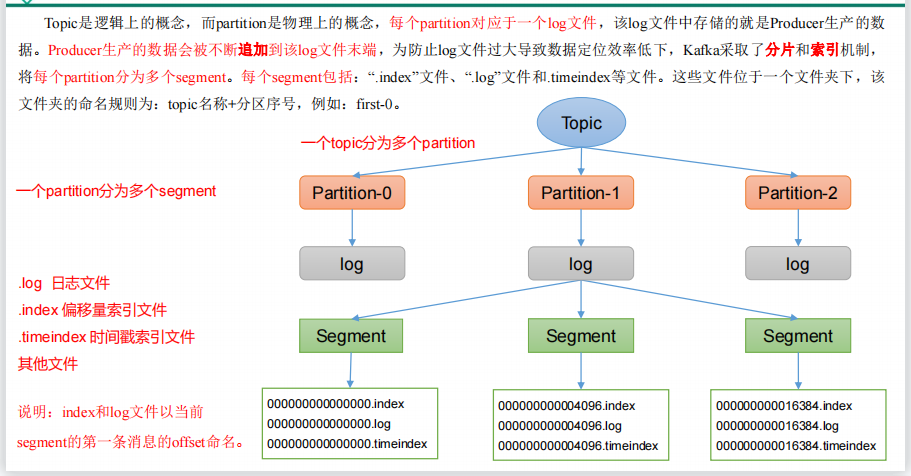 Topic是逻辑上的概念，而partition是物理上的概念，每个partition对应于一个log文件，该log文件中存储的就是Producer生产的数
据。Producer生产的数据会被不断追加到该log文件末端，为防止log文件过大导致数据定位效率低下，Kafka采取了分片和索引机制，
将每个partition分为多个segment。每个segment包括：“.index”文件、“.log”文件和.timeindex等文件。这些文件位于一个文件夹下，该
文件夹的命名规则为：topic名称+分区序号，例如：first-0。
Topic
一个topic分为多个partition
一个partition分为多个segment
Partition-0
Partition-1
Partition-2
log
log
log
.log 日志文件
.index 偏移量索引文件
.timeindex 时间戳索引文件
其他文件
Segment
Segment
Segment
说明：index和log文件以当前
segment的第一条消息的offset命名。
000000000000000.index
000000000000000.log
000000000000000.timeindex
000000000004096.index
000000000004096.log
000000000004096.timeindex
000000000016384.index
000000000016384.log
000000000016384.timeindex